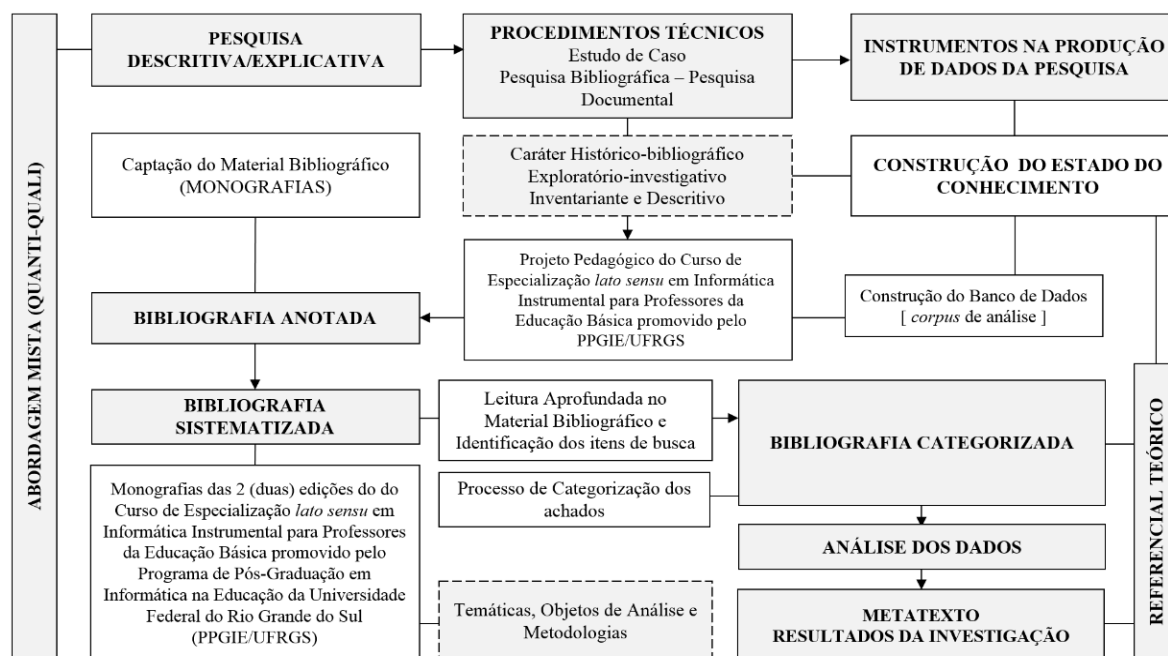 ABORDAGEM MISTA (QUANTI-QUALI)
PESQUISA
DESCRITIVA/EXPLICATIVA
PROCEDIMENTOS TÉCNICOS
Estudo de Caso
Pesquisa Bibliográfica – Pesquisa
Documental
INSTRUMENTOS NA PRODUÇÃO
DE DADOS DA PESQUISA
Captação do Material Bibliográfico
(MONOGRAFIAS)
Caráter Histórico-bibliográfico
Exploratório-investigativo
Inventariante e Descritivo
CONSTRUÇÃO DO ESTADO DO
CONHECIMENTO
Projeto Pedagógico do Curso de
Especialização lato sensu em Informática
Instrumental para Professores da
Educação Básica promovido pelo
PPGIE/UFRGS
Construção do Banco de Dados
[ corpus de análise ]
BIBLIOGRAFIA ANOTADA
BIBLIOGRAFIA
SISTEMATIZADA
Leitura Aprofundada no
Material Bibliográfico e
Identificação dos itens de busca
BIBLIOGRAFIA CATEGORIZADA
REFERENCIAL TEÓRICO
Monografias das 2 (duas) edições do do
Curso de Especialização lato sensu em
Informática Instrumental para Professores
da Educação Básica promovido pelo
Programa de Pós-Graduação em
Informática na Educação da Universidade
Federal do Rio Grande do Sul
(PPGIE/UFRGS)
Processo de Categorização dos
achados
ANÁLISE DOS DADOS
Temáticas, Objetos de Análise e
Metodologias
METATEXTO
RESULTADOS DA INVESTIGAÇÃO